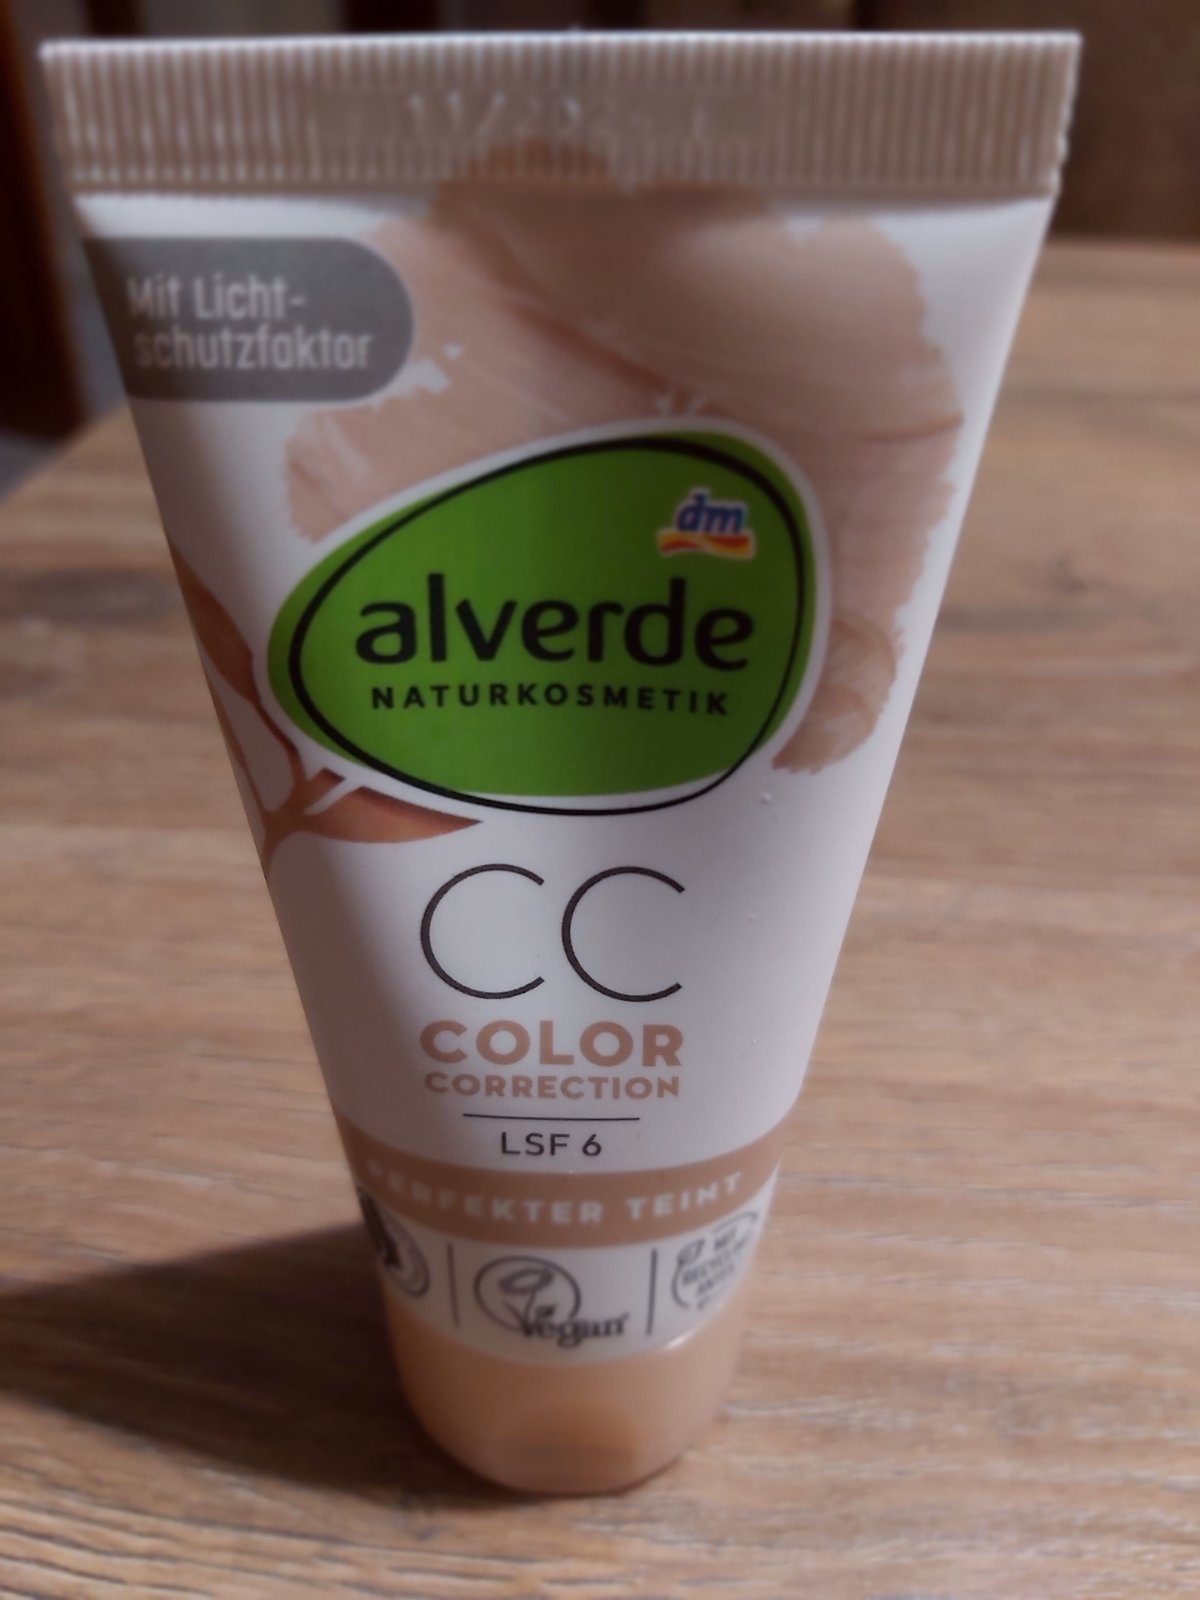 Mit Licht-
schutzfaktor
dm
alverde
NATURKOSMETIK
CC
COLOR
CORRECTION
LSF 6
PERFEKTER TEINT
vegan